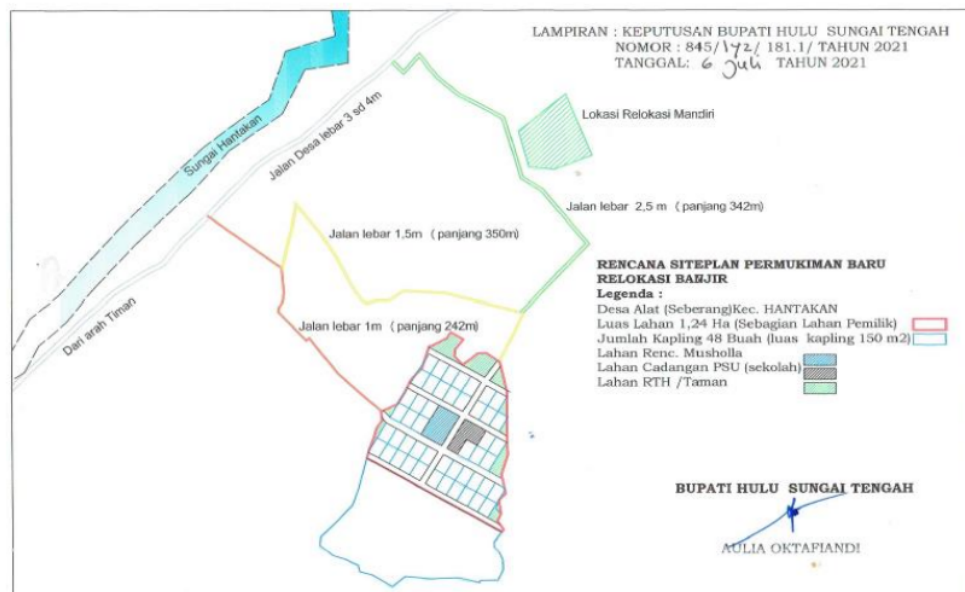 LAMPIRAN : KEPUTUSAN BUPATI HULU SUNGAI TENGAH
NOMOR : 845/142/ 181.1/ TAHUN 2021
TANGGAL: 6 Juli TAHUN 2021
Sungai Hantakan
Jalan Desa lebar 3 sd 4m
Dari arah Timan
Lokasi Relokasi Mandiri
Jalan lebar 2,5 m ( panjang 342m)
Jalan lebar 1,5m ( panjang 350m)
Jalan lebar 1m ( panjang 242m)
RENCANA SITEPLAN PERMUKIMAN BARU
RELOKASI BANJIR
Legenda :
Desa Alat (Seberang)Kec. HANTAKAN
Luas Lahan 1,24 Ha (Sebagian Lahan Pemilik)
Jumlah Kapling 48 Buah (luas kapling 150 m2)
Lahan Renc. Musholla
Lahan Cadangan PSU (sekolah)
Lahan RTH /Taman
BUPATI HULU SUNGAI TENGAH
AULIA OKTAFIANDI